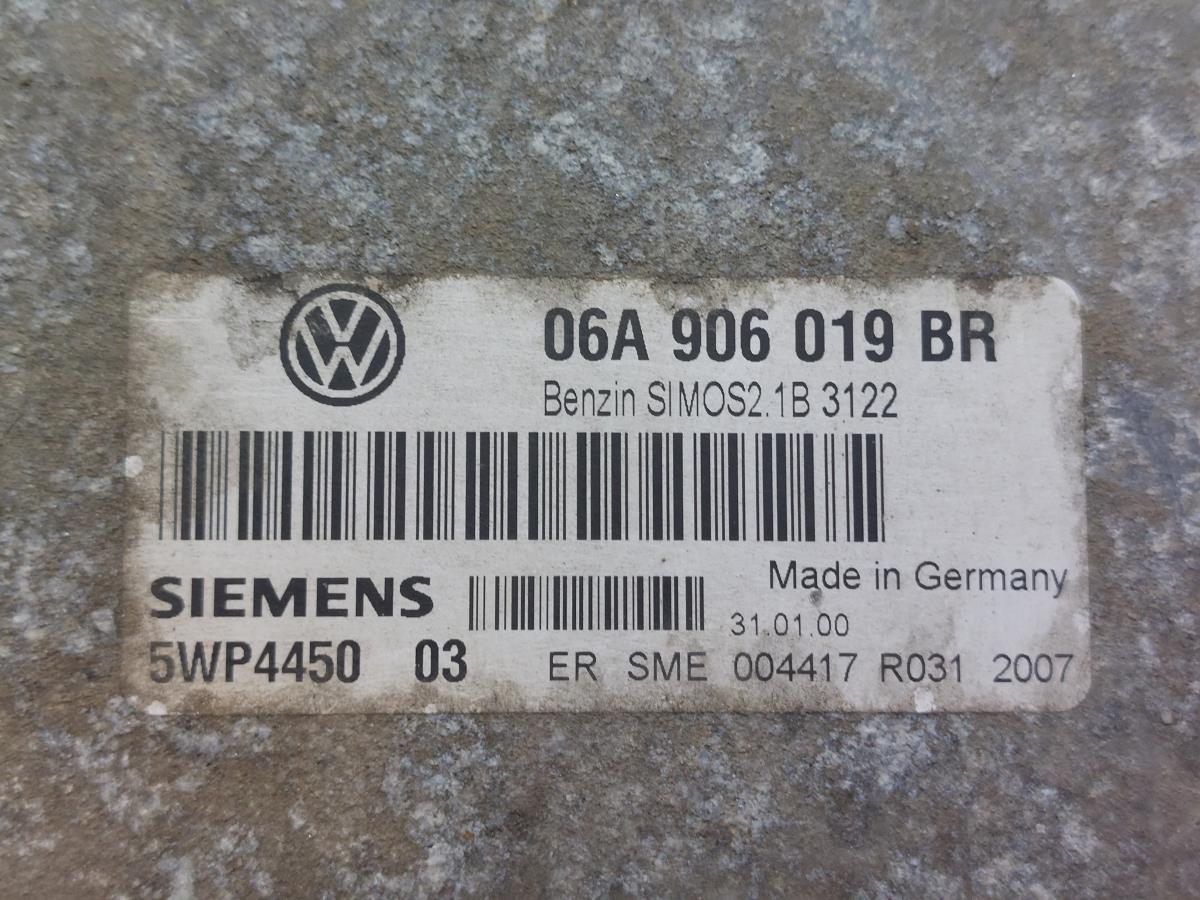 06A 906 019 BR
Benzin SIMOS2.1B 3122
SIEMENS
Made in Germany
31.01.00
5WP4450 03
ER SME 004417 R031 2007